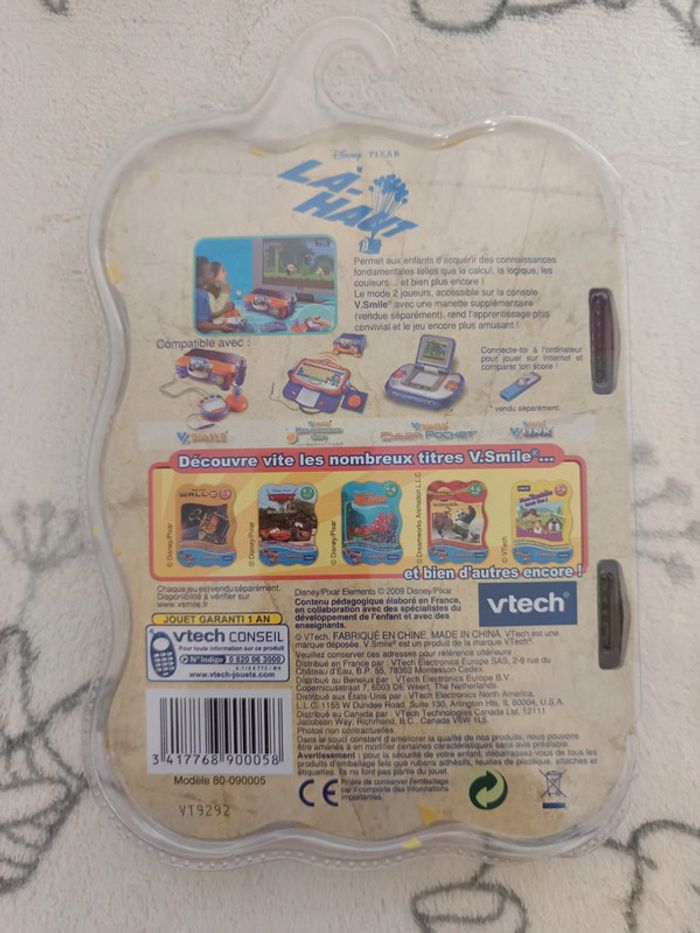 Disney PIXAR
LÀ-
HAUT
Permet aux enfants d'acquérir des connaissances
fondamentales telles que le calcul, la logique, les
couleurs... et bien plus encore !
Le mode 2 joueurs, accessible sur la console
V.Smile® avec une manette supplémentaire
(vendue séparément), rend l'apprentissage plus
convivial et le jeu encore plus amusant !
Compatible avec :
Connecte-toi à l'ordinateur
pour jouer sur Internet et
comparer ton score !
* vendu séparément.
V.SMILE
CYBER POCKET
V.LINK
Découvre vite les nombreux titres V.Smile®...
WALL-E
© Disney/Pixar
© Disney/Pixar
© Disney/Pixar
© Dreamworks Animation L.L.C
© VTech
et bien d'autres encore !
Chaque jeu est vendu séparément.
Disponibilité à vérifier sur
www.vsmile.fr
JOUET GARANTI 1 AN
vtech CONSEIL
Pour toute information sur ce produit
N° Indigo 0 820 06 3000
www.vtech-jouets.com
Disney/Pixar Elements © 2009 Disney/Pixar
Contenu pédagogique élaboré en France,
en collaboration avec des spécialistes du
développement de l'enfant et avec des
enseignants.
vtech®
© VTech. FABRIQUÉ EN CHINE. MADE IN CHINA. VTech est une
marque déposée. V.Smile® est un produit de la marque VTech®.
Veuillez conserver ces adresses pour référence ultérieure :
Distribué en France par : VTech Electronics Europe SAS, 2-6 rue du
Château d'Eau, B.P. 55, 78362 Montesson Cedex.
Distribué au Benelux par : VTech Electronics Europe B.V.,
Copernicusstraat 7, 6003 DE Weert, The Netherlands.
Distribué aux États-Unis par : VTech Electronics North America,
L.L.C. 1155 W Dundee Road, Suite 130, Arlington Hts, IL 60004, U.S.A.
Distribué au Canada par : VTech Technologies Canada Ltd. 12111
Jacobson Way, Richmond, B.C. Canada V6W 1L5
Photos non contractuelles.
Dans le souci constant d'améliorer la qualité de nos produits, nous pouvons
être amenés à en modifier certaines caractéristiques sans avis préalable.
Avertissement : pour la sécurité de votre enfant, débarrassez-vous de tous les
produits d'emballage tels que rubans adhésifs, feuilles de plastique, attaches et
étiquettes. Ils ne font pas partie du jouet.
3 417768 900058
Modèle 80-090005
VT9292
CE
Prière de conserver l'emballage
car il comporte des informations
importantes.